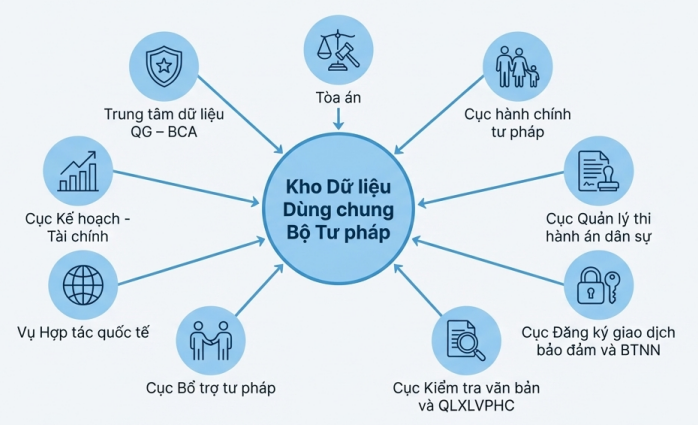 Tòa án
Trung tâm dữ liệu
QG – BCA
Cục hành chính
tư pháp
Kho Dữ liệu
Dùng chung
Bộ Tư pháp
Cục Kế hoạch -
Tài chính
Cục Quản lý thi
hành án dân sự
Vụ Hợp tác quốc tế
Cục Đăng ký giao dịch
bảo đảm và BTNN
Cục Bổ trợ tư pháp
Cục Kiểm tra văn bản
và QLXLVPHC